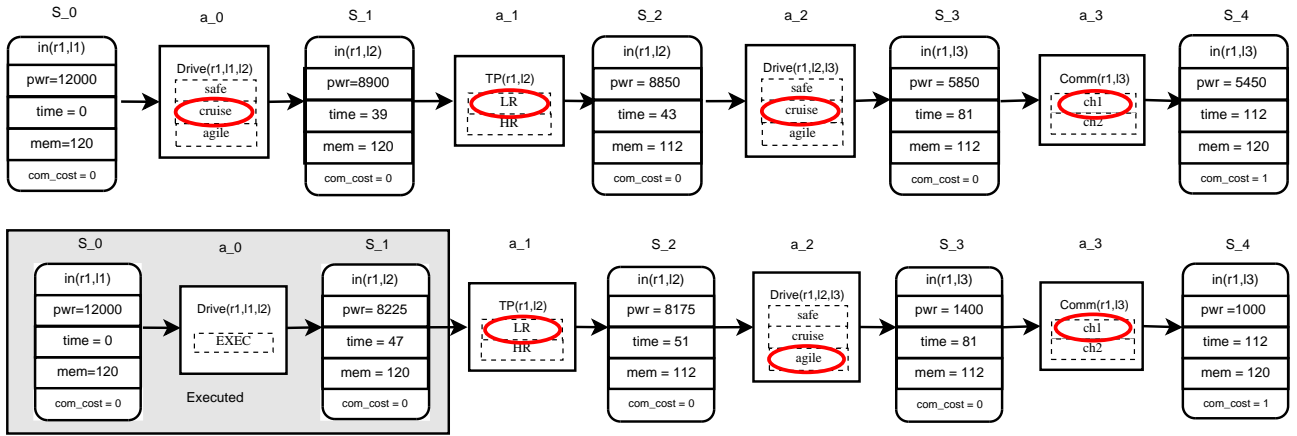 S_0
a_0
S_1
a_1
S_2
a_2
S_3
a_3
S_4
in(r1,l1)
pwr=12000
time = 0
mem=120
com_cost = 0
Drive(r1,l1,l2)
safe
cruise
agile
in(r1,l2)
pwr=8900
time = 39
mem = 120
com_cost = 0
TP(r1,l2)
LR
HR
in(r1,l2)
pwr = 8850
time = 43
mem = 112
com_cost = 0
Drive(r1,l2,l3)
safe
cruise
agile
in(r1,l3)
pwr = 5850
time = 81
mem = 112
com_cost = 0
Comm(r1,l3)
ch1
ch2
in(r1,l3)
pwr = 5450
time = 112
mem = 120
com_cost = 1
S_0
a_0
S_1
a_1
S_2
a_2
S_3
a_3
S_4
in(r1,l1)
pwr=12000
time = 0
mem=120
com_cost = 0
Drive(r1,l1,l2)
EXEC
Executed
in(r1,l2)
pwr = 8225
time = 47
mem = 120
com_cost = 0
TP(r1,l2)
LR
HR
in(r1,l2)
pwr = 8175
time = 51
mem = 112
com_cost = 0
Drive(r1,l2,l3)
safe
cruise
agile
in(r1,l3)
pwr = 1400
time = 81
mem = 112
com_cost = 0
Comm(r1,l3)
ch1
ch2
in(r1,l3)
pwr =1000
time = 112
mem = 120
com_cost = 1